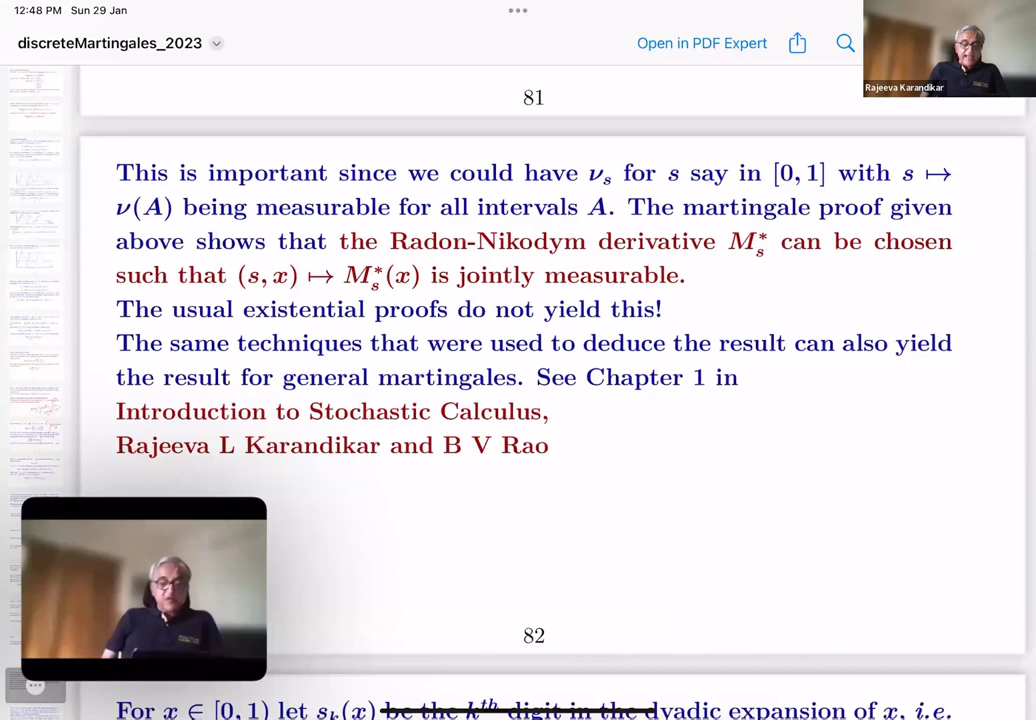 12:48 PM Sun 29 Jan
discreteMartingales_2023
Open in PDF Expert
Rajeeva Karandikar
81
This is important since we could have νₛ for s say in [0, 1] with s ↦
ν(A) being measurable for all intervals A. The martingale proof given
above shows that the Radon-Nikodym derivative M*ₛ can be chosen
such that (s, x) ↦ M*ₛ(x) is jointly measurable.
The usual existential proofs do not yield this!
The same techniques that were used to deduce the result can also yield
the result for general martingales. See Chapter 1 in
Introduction to Stochastic Calculus,
Rajeeva L Karandikar and B V Rao
82
For x ∈ [0, 1) let sₖ(x) be the kᵗʰ digit in the dyadic expansion of x, i.e.